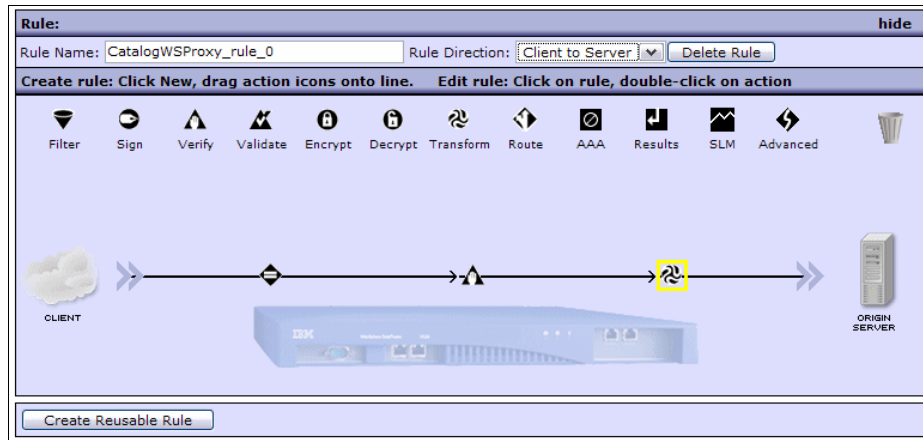 Rule: hide
Rule Name: CatalogWSProxy_rule_0 Rule Direction: Client to Server Delete Rule
Create rule: Click New, drag action icons onto line. Edit rule: Click on rule, double-click on action
Filter Sign Verify Validate Encrypt Decrypt Transform Route AAA Results SLM Advanced
CLIENT
ORIGIN
SERVER
IBM
Create Reusable Rule